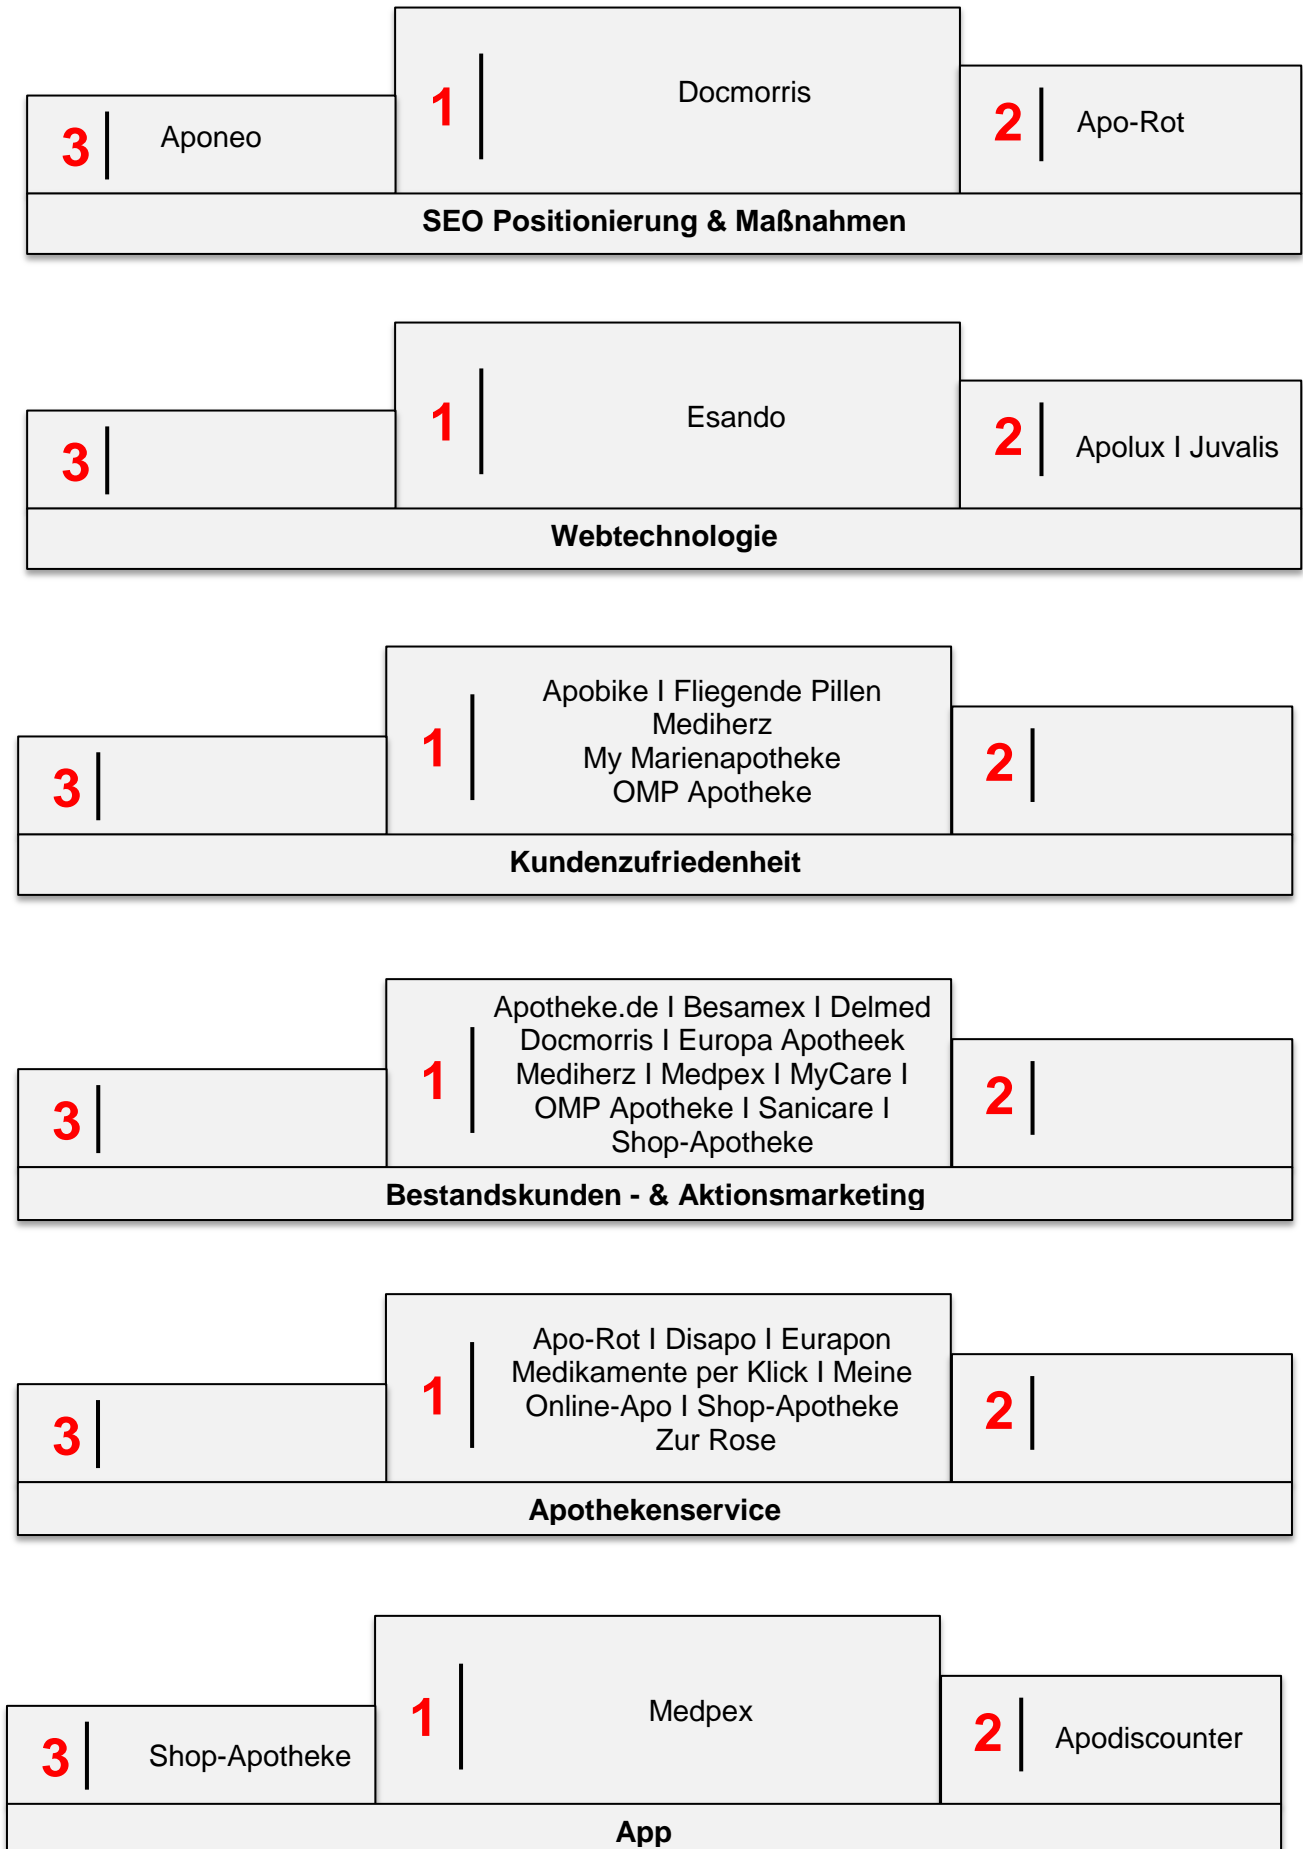 1
Docmorris
2
Apo-Rot
3
Aponeo
SEO Positionierung & Maßnahmen
1
Esando
2
Apolux I Juvalis
3
Webtechnologie
1
Apobike I Fliegende Pillen
Mediherz
My Marienapotheke
OMP Apotheke
2
3
Kundenzufriedenheit
1
Apotheke.de I Besamex I Delmed
Docmorris I Europa Apotheek
Mediherz I Medpex I MyCare I
OMP Apotheke I Sanicare I
Shop-Apotheke
2
3
Bestandskunden - & Aktionsmarketing
1
Apo-Rot I Disapo I Eurapon
Medikamente per Klick I Meine
Online-Apo I Shop-Apotheke
Zur Rose
2
3
Apothekenservice
1
Medpex
2
Apodiscounter
3
Shop-Apotheke
App